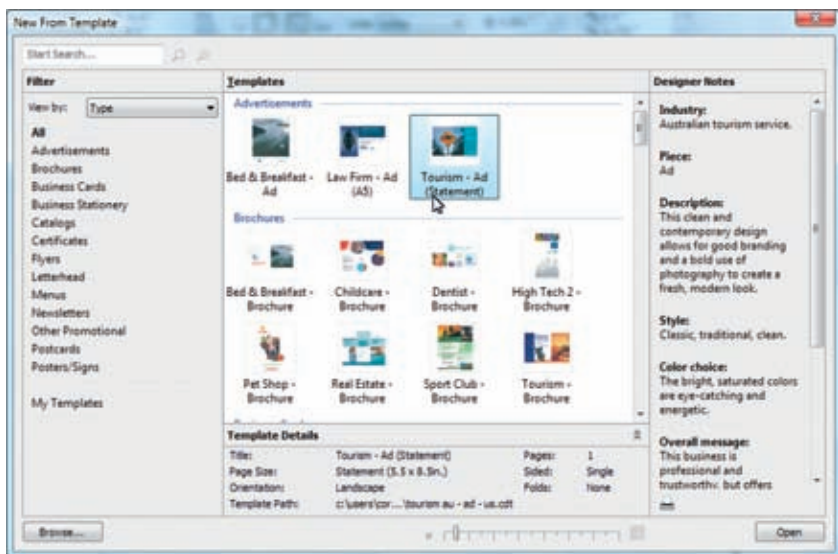 New From Template
Start Search...
Filter
View by: Type
All
Advertisements
Brochures
Business Cards
Business Stationery
Catalogs
Certificates
Flyers
Letterhead
Menus
Newsletters
Other Promotional
Postcards
Posters/Signs
My Templates
Templates
Advertisements
Bed & Breakfast -
Ad
Law Firm - Ad
(A5)
Tourism - Ad
(Statement)
Brochures
Bed & Breakfast -
Brochure
Childcare -
Brochure
Dentist -
Brochure
High Tech 2 -
Brochure
Pet Shop -
Brochure
Real Estate -
Brochure
Sport Club -
Brochure
Tourism -
Brochure
Template Details
Title: Tourism - Ad (Statement) Pages: 1
Page Size: Statement (5.5 x 8.5in.) Sided: Single
Orientation: Landscape Folds: None
Template Path: c:\users\cor....\tourism au - ad - us.cdt
Designer Notes
Industry:
Australian tourism service.
Piece:
Ad
Description:
This clean and
contemporary design
allows for good branding
and a bold use of
photography to create a
fresh, modern look.
Style:
Classic, traditional, clean.
Color choice:
The bright, saturated colors
are eye-catching and
energetic.
Overall message:
This business is
professional and
trustworthy, but offers
Browse...
Open